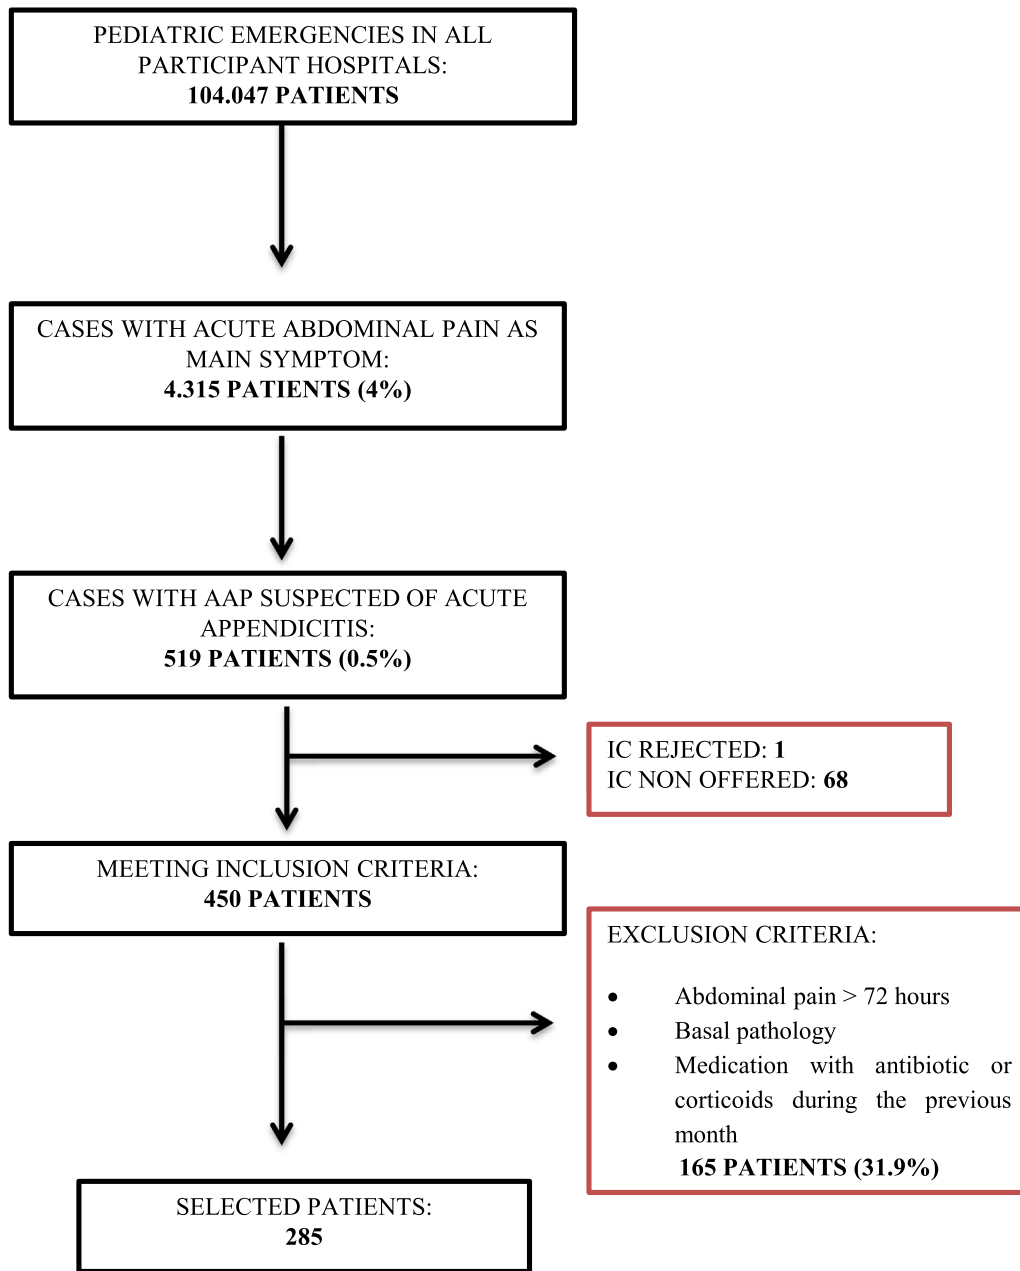 PEDIATRIC EMERGENCIES IN ALL
PARTICIPANT HOSPITALS:
104.047 PATIENTS
CASES WITH ACUTE ABDOMINAL PAIN AS
MAIN SYMPTOM:
4.315 PATIENTS (4%)
CASES WITH AAP SUSPECTED OF ACUTE
APPENDICITIS:
519 PATIENTS (0.5%)
IC REJECTED: 1
IC NON OFFERED: 68
MEETING INCLUSION CRITERIA:
450 PATIENTS
EXCLUSION CRITERIA:
• Abdominal pain > 72 hours
• Basal pathology
• Medication with antibiotic or
corticoids during the previous
month
165 PATIENTS (31.9%)
SELECTED PATIENTS:
285